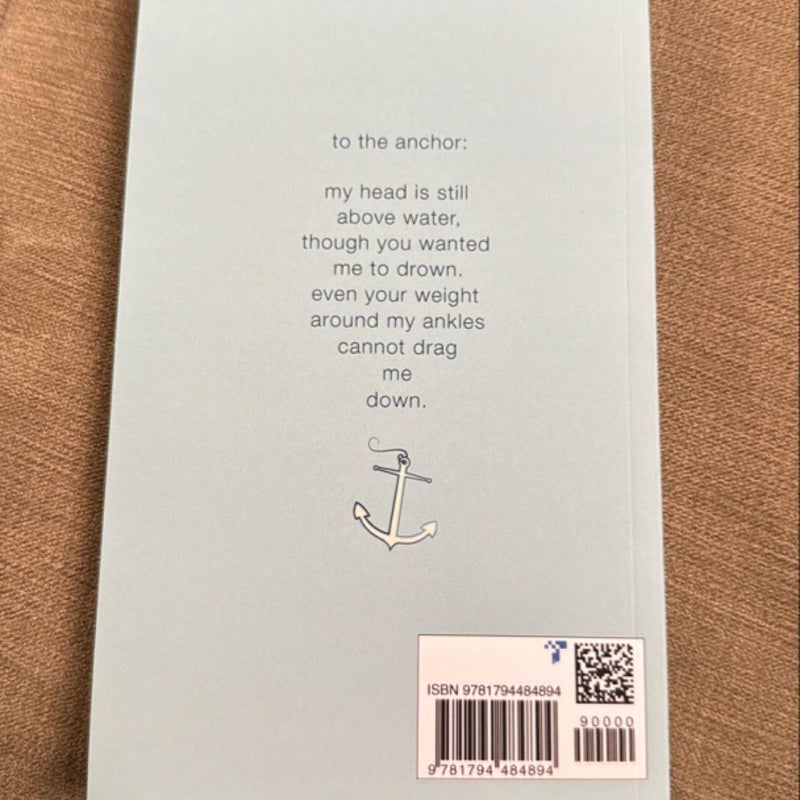 to the anchor:
my head is still
above water,
though you wanted
me to drown.
even your weight
around my ankles
cannot drag
me
down.
ISBN 9781794484894
90000
9 781794 484894